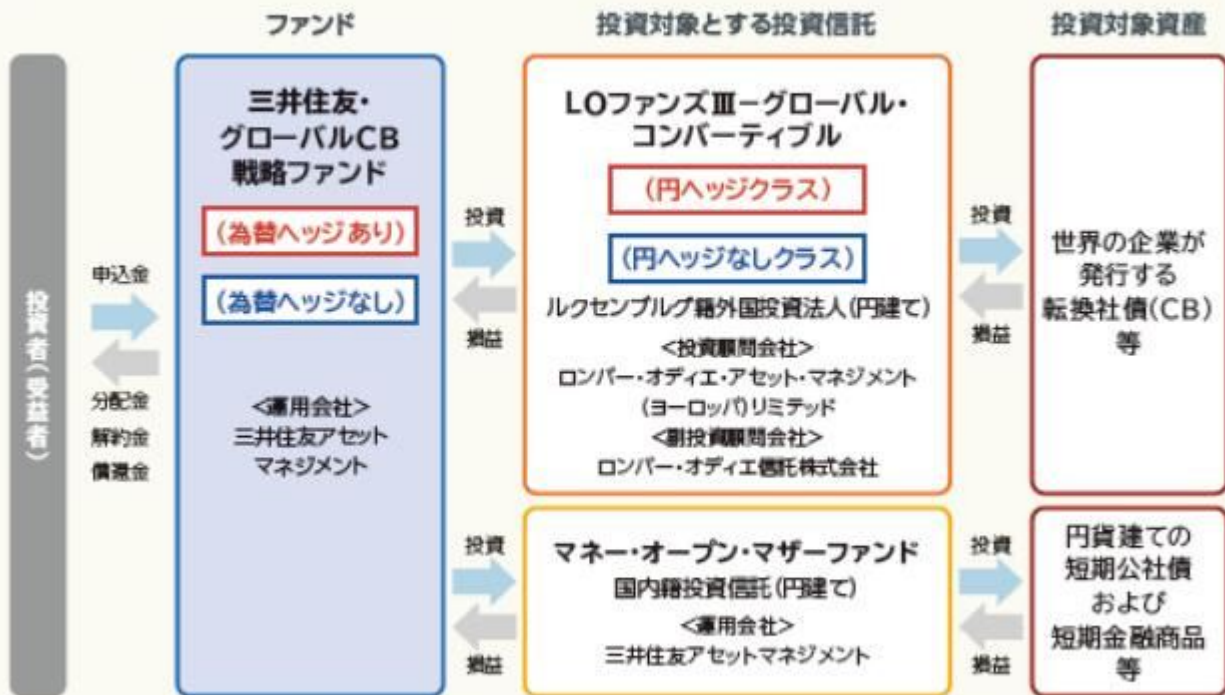 ファンド
投資対象とする投資信託
投資対象資産
投資者(受益者)
申込金
分配金
解約金
償還金
三井住友・
グローバルCB
戦略ファンド
(為替ヘッジあり)
(為替ヘッジなし)
<運用会社>
三井住友アセット
マネジメント
投資
損益
LOファンズⅢ－グローバル・
コンバーティブル
(円ヘッジクラス)
(円ヘッジなしクラス)
ルクセンブルグ籍外国投資法人(円建て)
<投資顧問会社>
ロンバー・オディエ・アセット・マネジメント
(ヨーロッパ)リミテッド
<副投資顧問会社>
ロンバー・オディエ信託株式会社
投資
損益
世界の企業が
発行する
転換社債(CB)
等
投資
損益
マネー・オープン・マザーファンド
国内籍投資信託(円建て)
<運用会社>
三井住友アセットマネジメント
投資
損益
円貨建ての
短期公社債
および
短期金融商品
等